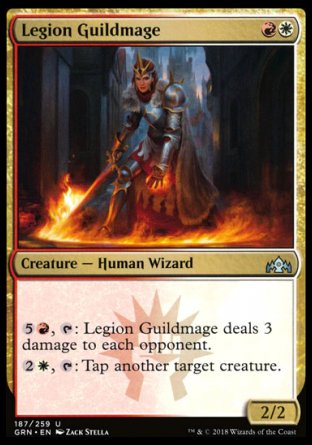 Legion Guildmage
Creature — Human Wizard
5, : Legion Guildmage deals 3
damage to each opponent.
2, : Tap another target creature.
2/2
187/259 U
GRN • EN Zack Stella
™ & © 2018 Wizards of the Coast